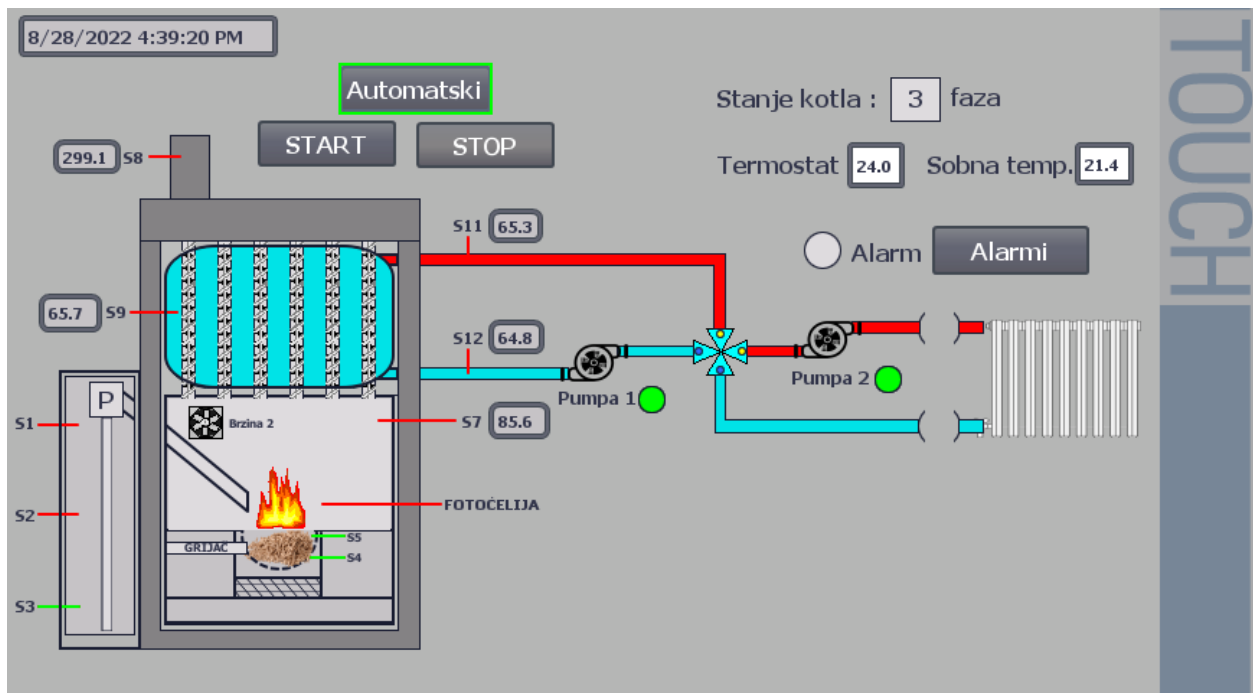 8/28/2022 4:39:20 PM
TOUCH
Automatski
Stanje kotla : 3 faza
START STOP
299.1 S8
Termostat 24.0 Sobna temp. 21.4
S11 65.3
Alarm Alarmi
65.7 S9
S12 64.8
Pumpa 2
Pumpa 1
P
S1
Brzina 2
S7 85.6
FOTOĆELIJA
S2
S5
GRIJAČ
S4
S3